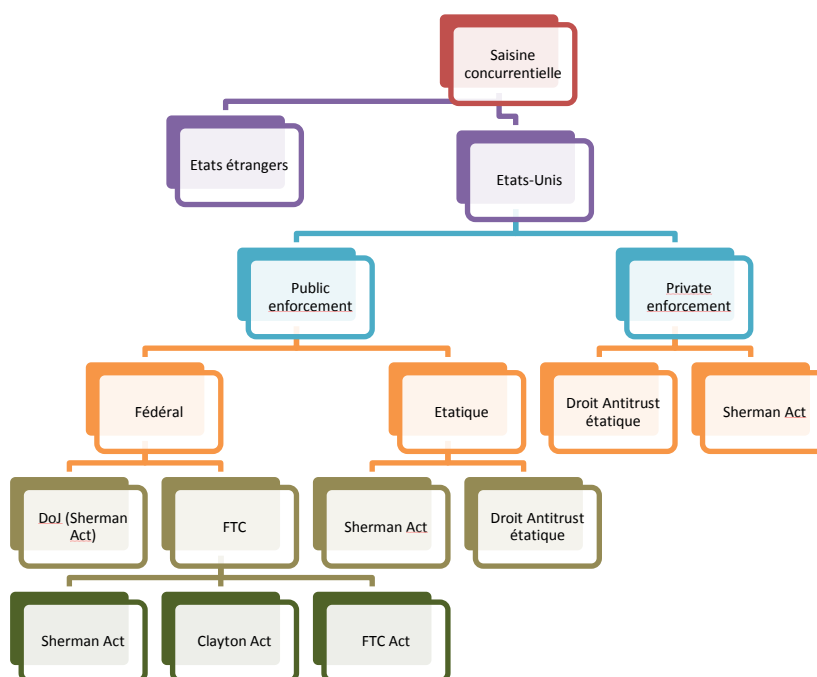 Saisine
concurrentielle
Etats étrangers
Etats-Unis
Public
enforcement
Private
enforcement
Fédéral
Etatique
Droit Antitrust
étatique
Sherman Act
DoJ (Sherman
Act)
FTC
Sherman Act
Droit Antitrust
étatique
Sherman Act
Clayton Act
FTC Act